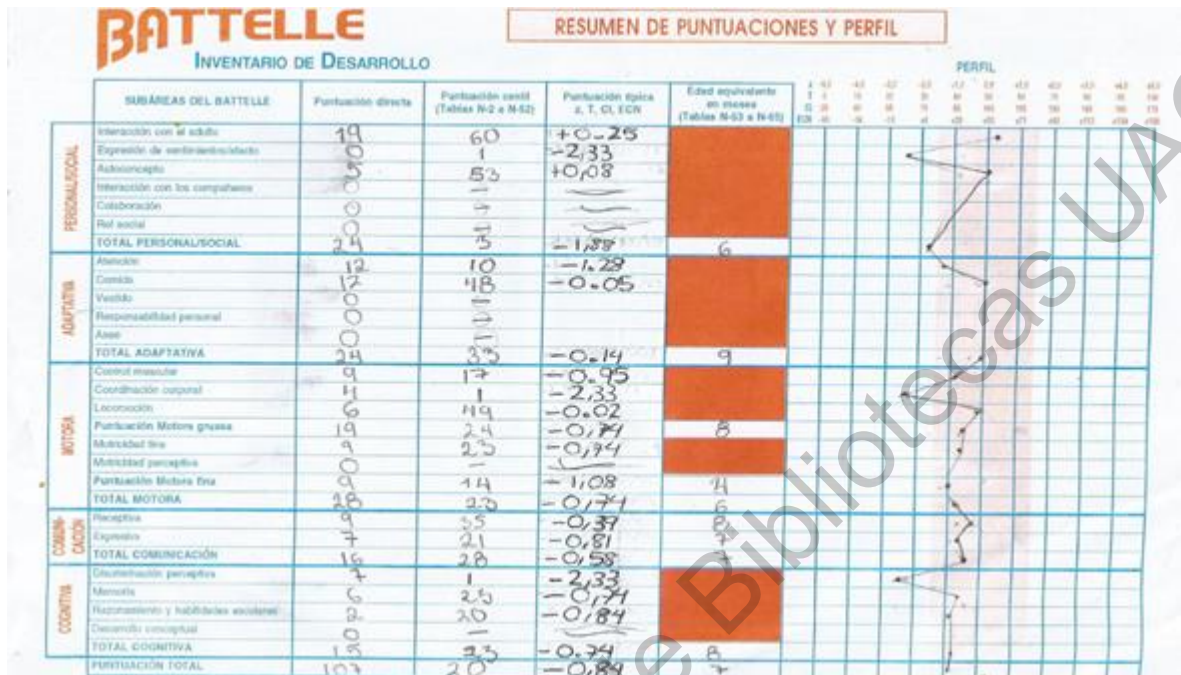 BATTELLE
INVENTARIO DE DESARROLLO
RESUMEN DE PUNTUACIONES Y PERFIL
PERFIL
SUBÁREAS DEL BATTELLE Puntuación directa Puntuación centil (Tablas N-2 a N-52) Puntuación típica z, T, CI, ECN Edad equivalente en meses (Tablas N-53 a N-65)
PERSONAL/SOCIAL
Interacción con el adulto 19 60 +0-25
Expresión de sentimientos/afecto 0 1 -2,33
Autoconcepto 5 53 +0,08
Interacción con los compañeros 0 -
Colaboración 0 -
Rol social 0 -
TOTAL PERSONAL/SOCIAL 24 3 -1,88 6
ADAPTATIVA
Atención 12 10 -1.28
Comida 12 48 -0.05
Vestido 0 -
Responsabilidad personal 0 -
Aseo 0 -
TOTAL ADAPTATIVA 24 33 -0.14 9
MOTORA
Control muscular 9 17 -0.95
Coordinación corporal 4 1 -2,33
Locomoción 6 49 -0.02
Puntuación Motora gruesa 19 24 -0,74 8
Motricidad fina 9 23 -0,74
Motricidad perceptiva 0 -
Puntuación Motora fina 9 14 -1,08 4
TOTAL MOTORA 28 23 -0,74 6
COMUNI-CACIÓN
Receptiva 9 35 -0,39 8
Expresiva 7 21 -0,81 7
TOTAL COMUNICACIÓN 16 28 -0,58 7
COGNITIVA
Discriminación perceptiva 7 1 -2,33
Memoria 6 23 -0,74
Razonamiento y habilidades escolares 2 20 -0,84
Desarrollo conceptual 0 -
TOTAL COGNITIVA 15 23 -0.74 8
PUNTUACIÓN TOTAL 107 20 -0,84 7
de Bibliotecas UA